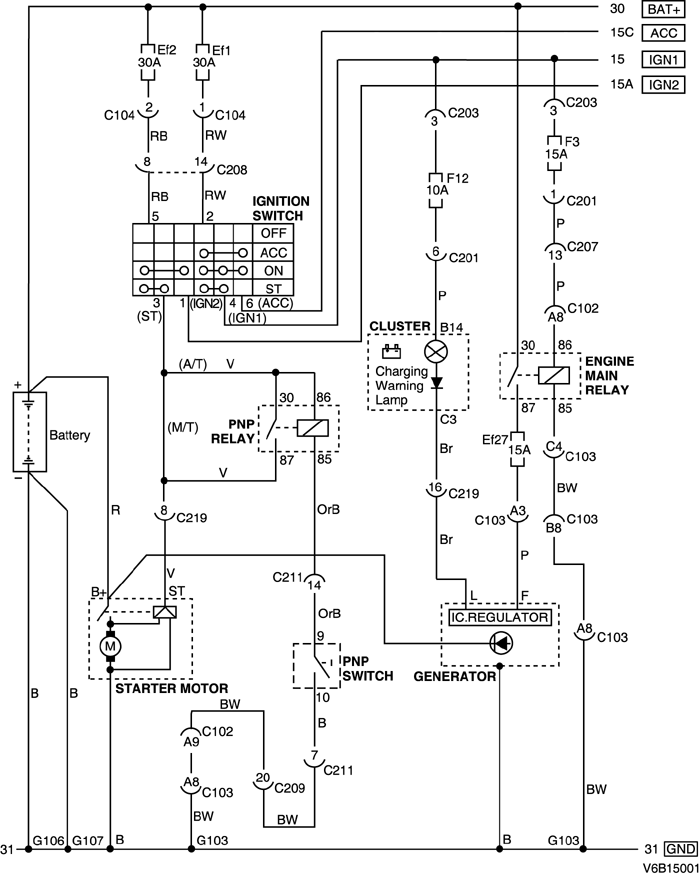 30 BAT+
15C ACC
15 IGN1
15A IGN2
Ef2
30A
Ef1
30A
2
C104
1
C104
RB
RW
8
14
C208
RB
RW
5
2
IGNITION
SWITCH
OFF
ACC
ON
ST
3
(ST)
1
(IGN2)
4
(IGN1)
6 (ACC)
3
C203
F12
10A
6
C201
P
3
C203
F3
15A
1
C201
P
13
C207
P
A8
C102
CLUSTER
B14
Charging
Warning
Lamp
C3
Br
16
C219
Br
30
86
ENGINE
MAIN
RELAY
87
85
Ef27
15A
C4
C103
BW
A3
C103
B8
C103
P
(A/T)
V
(M/T)
30
86
PNP
RELAY
87
85
V
8
C219
V
OrB
C211
14
OrB
+
Battery
−
R
B+
ST
M
STARTER MOTOR
9
PNP
SWITCH
10
B
7
C211
L
F
IC.REGULATOR
GENERATOR
A8
C103
B
B
BW
A9
C102
A8
C103
20
C209
BW
BW
BW
31
G106
G107
B
G103
B
G103
31 GND
V6B15001